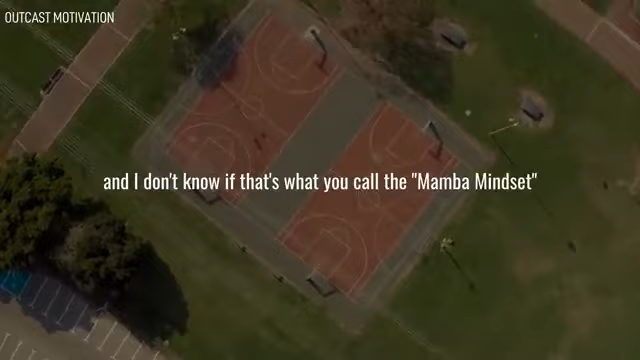 OUTCAST MOTIVATION
and I don't know if that's what you call the "Mamba Mindset"